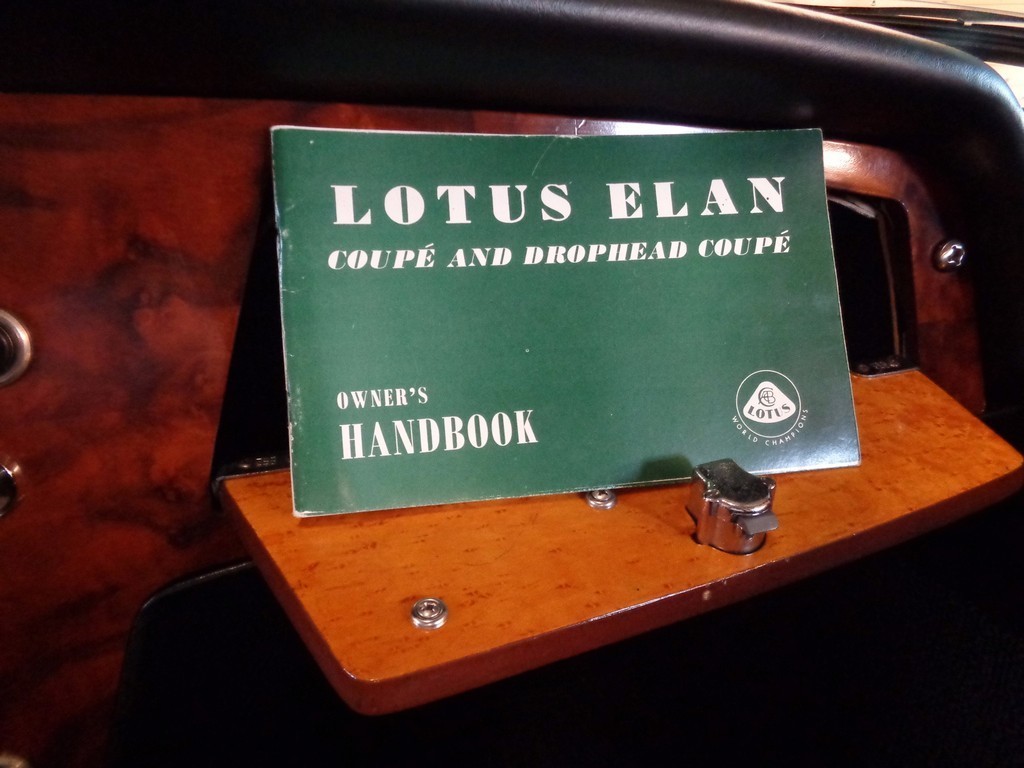 LOTUS ELAN
COUPÉ AND DROPHEAD COUPÉ
OWNER'S
HANDBOOK
LOTUS
WORLD CHAMPIONS